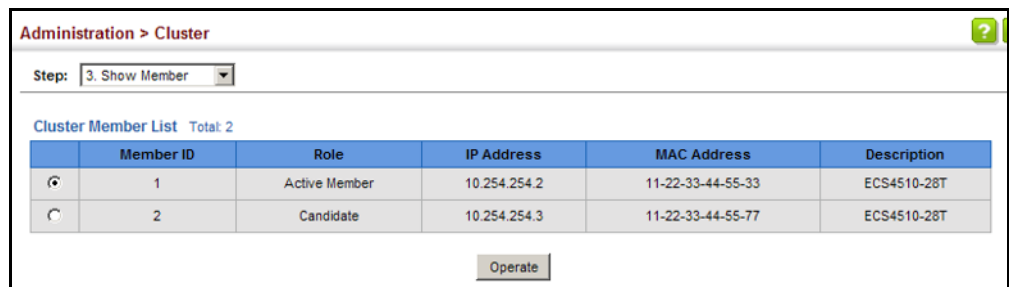 Administration > Cluster
?
Step: 3. Show Member
Cluster Member List Total: 2
Member ID Role IP Address MAC Address Description
1 Active Member 10.254.254.2 11-22-33-44-55-33 ECS4510-28T
2 Candidate 10.254.254.3 11-22-33-44-55-77 ECS4510-28T
Operate